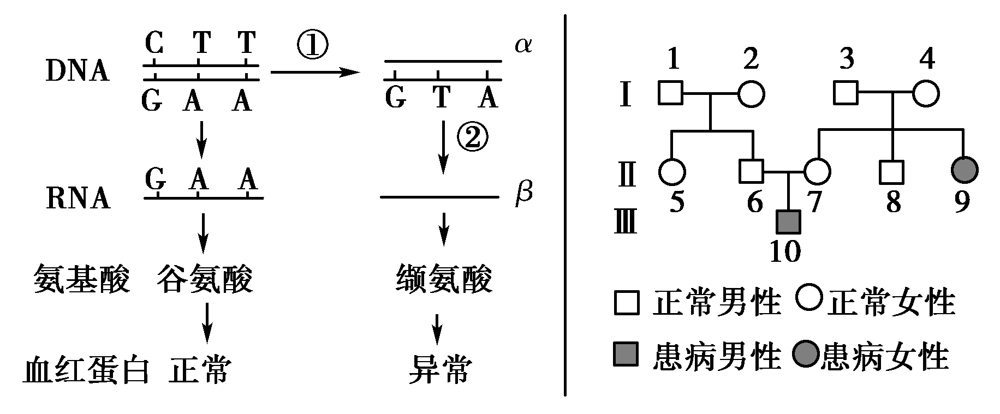 C T T
①
α
DNA
G A A
G T A
②
G A A
RNA
β
氨基酸 谷氨酸 缬氨酸
血红蛋白 正常 异常
1 2 3 4
Ⅰ
Ⅱ
5 6 7 8 9
Ⅲ
10
正常男性 正常女性
患病男性 患病女性